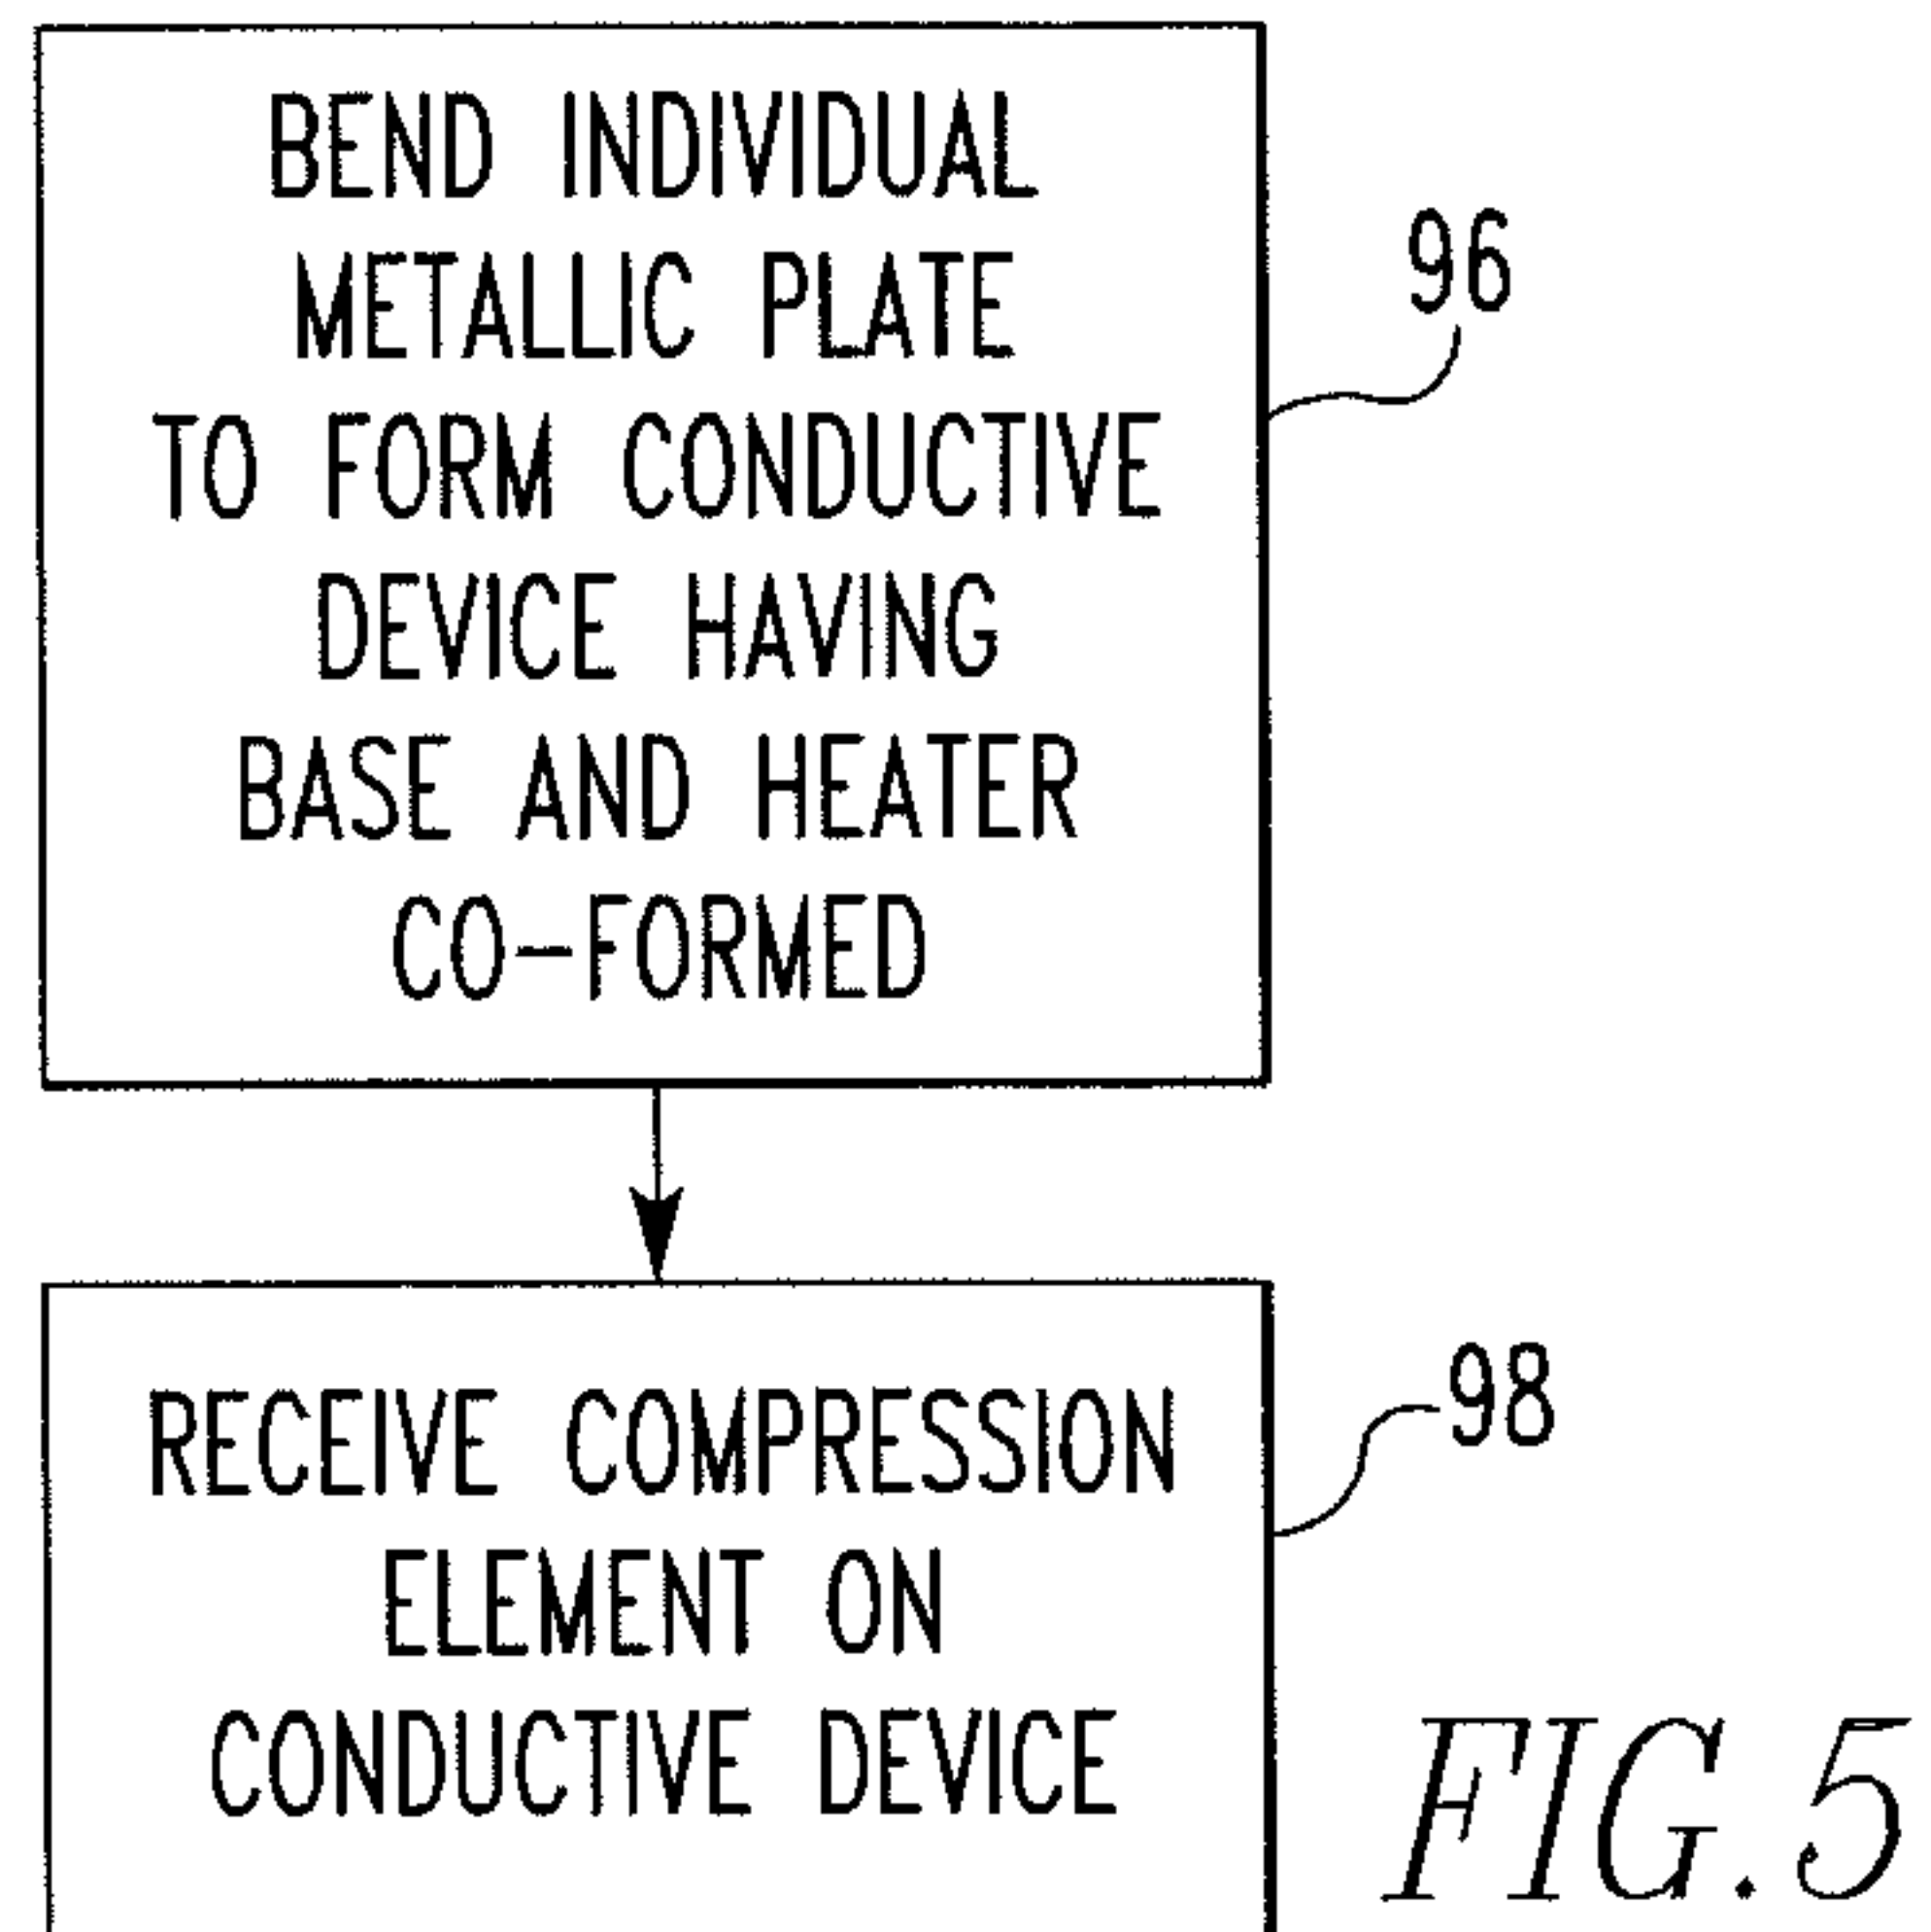 BEND INDIVIDUAL
METALLIC PLATE
TO FORM CONDUCTIVE
DEVICE HAVING
BASE AND HEATER
CO-FORMED
96
RECEIVE COMPRESSION
ELEMENT ON
CONDUCTIVE DEVICE
98
FIG.5